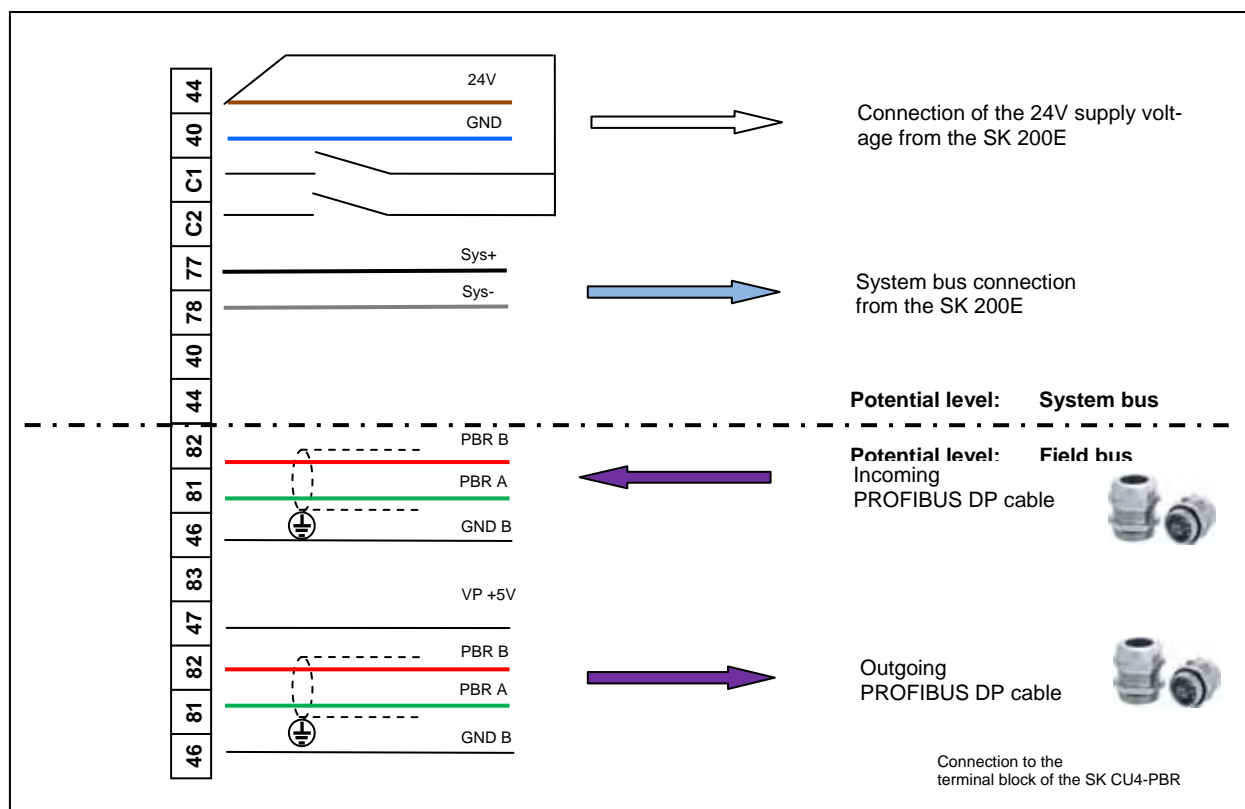 44
24V
40
GND
Connection of the 24V supply volt-
age from the SK 200E
C1
C2
77
Sys+
78
Sys-
System bus connection
from the SK 200E
40
44
Potential level: System bus
82
PBR B
Potential level: Field bus
81
PBR A
Incoming
PROFIBUS DP cable
46
GND B
83
VP +5V
47
82
PBR B
81
PBR A
Outgoing
PROFIBUS DP cable
46
GND B
Connection to the
terminal block of the SK CU4-PBR